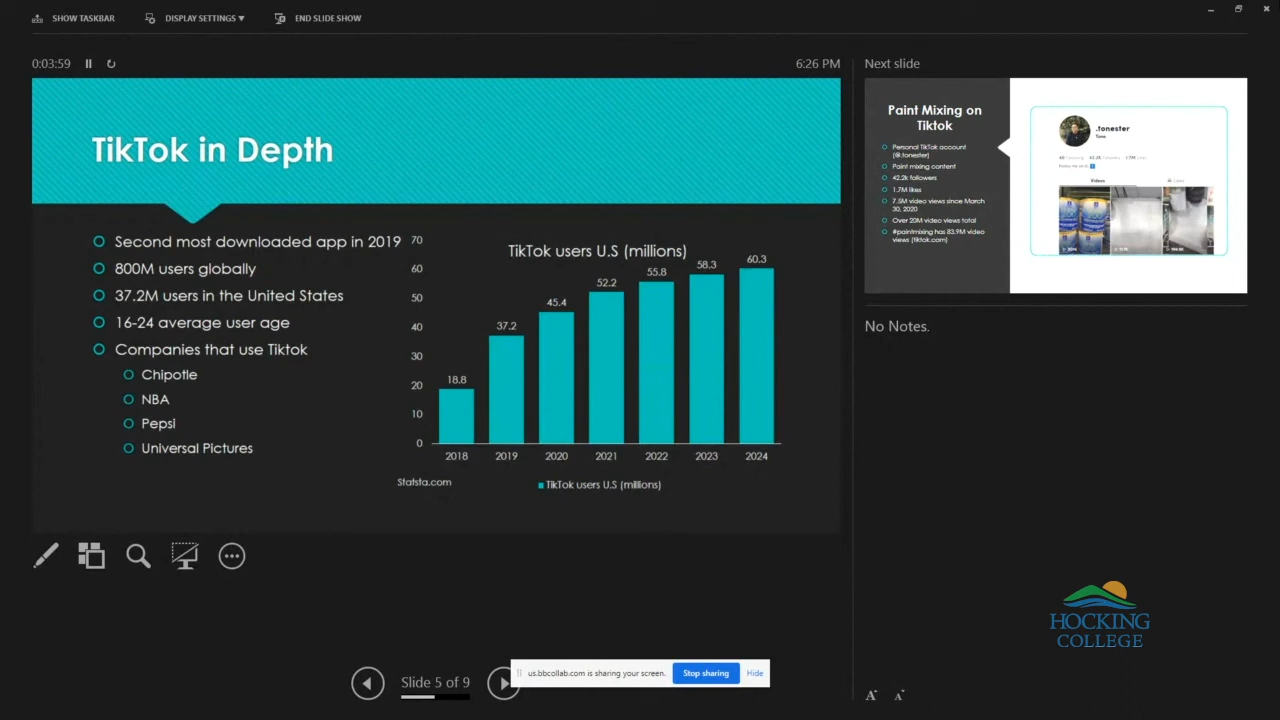 SHOW TASKBAR
DISPLAY SETTINGS ▼
END SLIDE SHOW
0:03:59
6:26 PM
TikTok in Depth
Second most downloaded app in 2019
800M users globally
37.2M users in the United States
16-24 average user age
Companies that use Tiktok
Chipotle
NBA
Pepsi
Universal Pictures
TikTok users U.S (millions)
70
60
50
40
30
20
10
0
18.8
37.2
45.4
52.2
55.8
58.3
60.3
2018
2019
2020
2021
2022
2023
2024
TikTok users U.S (millions)
Statsta.com
Next slide
Paint Mixing on
Tiktok
Personal TikTok account
(@.tonester)
Paint mixing content
42.2k followers
1.7M likes
7.5M video views since March
30, 2020
Over 20M video views total
#paintmixing has 83.9M video
views (tiktok.com)
.tonester
Tone
Videos
Likes
No Notes.
HOCKING
COLLEGE
Slide 5 of 9
us.bbcollab.com is sharing your screen.
Stop sharing
Hide
A
A